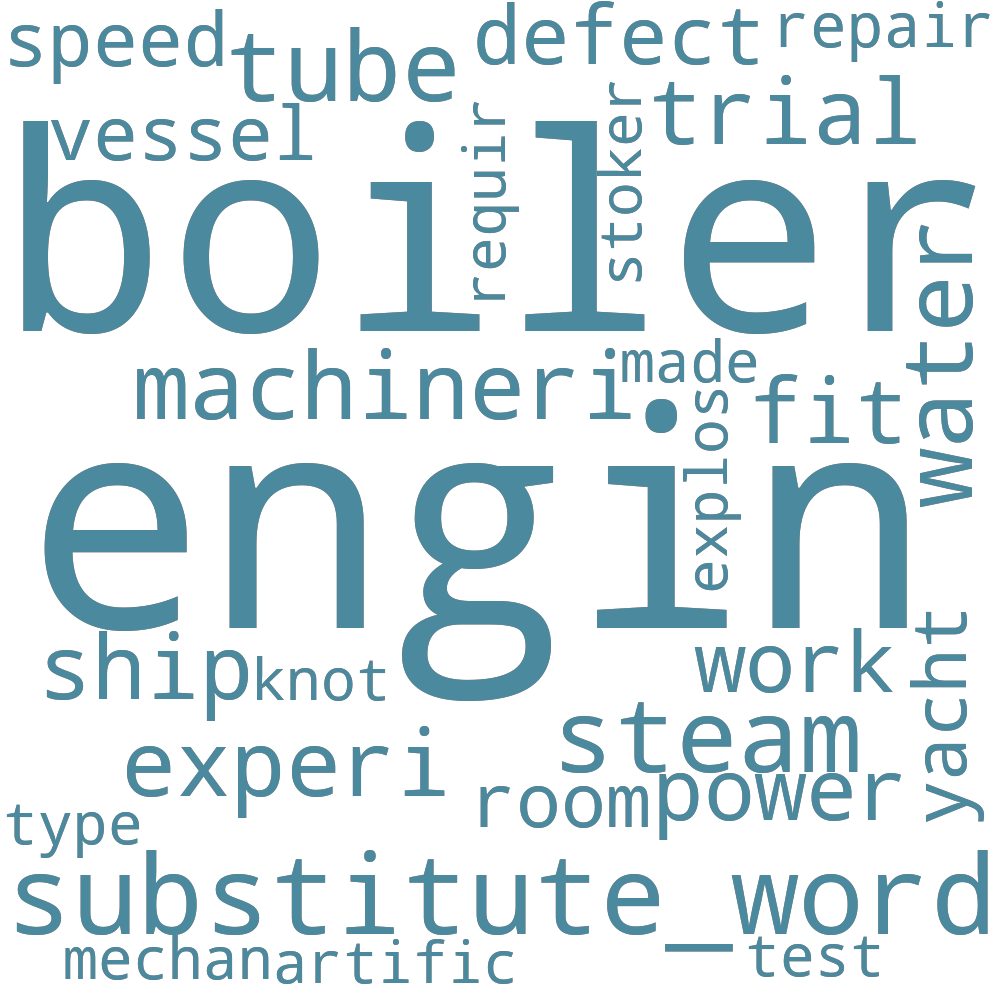 speed
tube
defect
repair
vessel
requir
stoker
trial
boiler
water
machineri
made
explos
fit
engin
ship
knot
work
yacht
experi
steam
type
room
power
substitute_word
mechan
artific
test